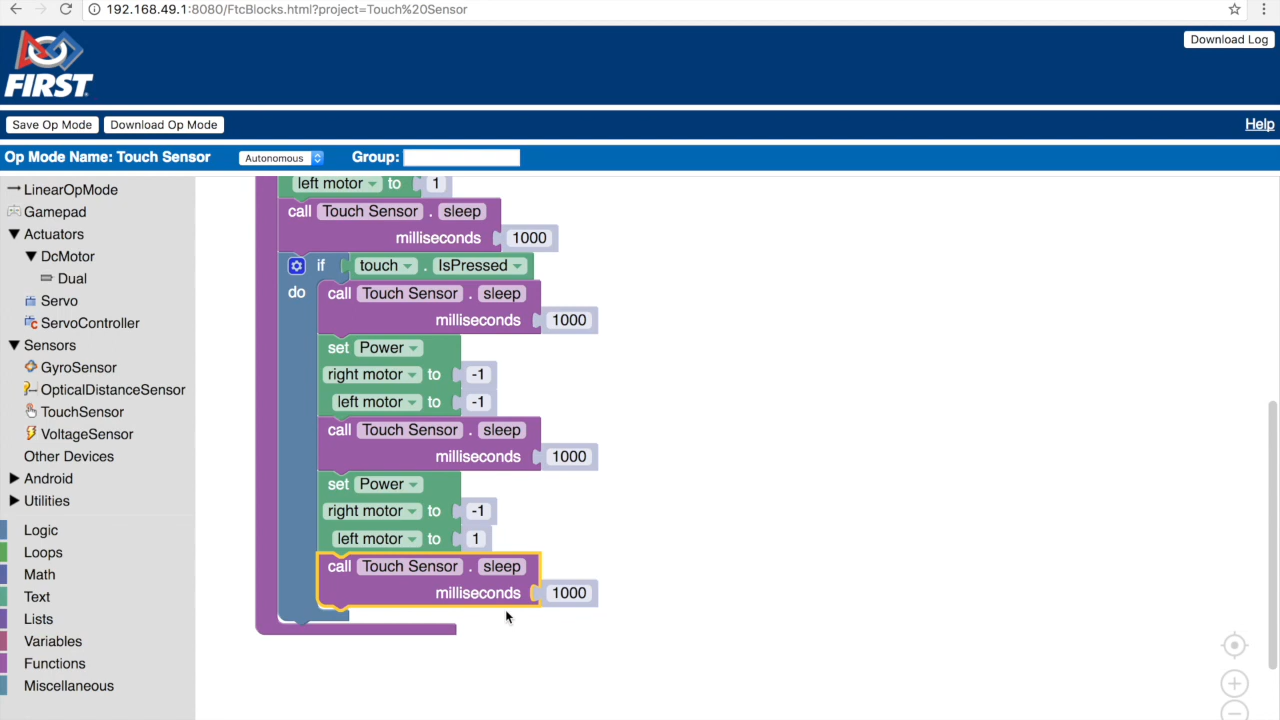 192.168.49.1:8080/FtcBlocks.html?project=Touch%20Sensor
FIRST
Download Log
Save Op Mode Download Op Mode Help
Op Mode Name: Touch Sensor Autonomous Group:
LinearOpMode
Gamepad
Actuators
DcMotor
Dual
Servo
ServoController
Sensors
GyroSensor
OpticalDistanceSensor
TouchSensor
VoltageSensor
Other Devices
Android
Utilities
Logic
Loops
Math
Text
Lists
Variables
Functions
Miscellaneous
left motor to 1
call Touch Sensor . sleep
milliseconds 1000
if touch . IsPressed
do call Touch Sensor . sleep
milliseconds 1000
set Power
right motor to -1
left motor to -1
call Touch Sensor . sleep
milliseconds 1000
set Power
right motor to -1
left motor to 1
call Touch Sensor . sleep
milliseconds 1000